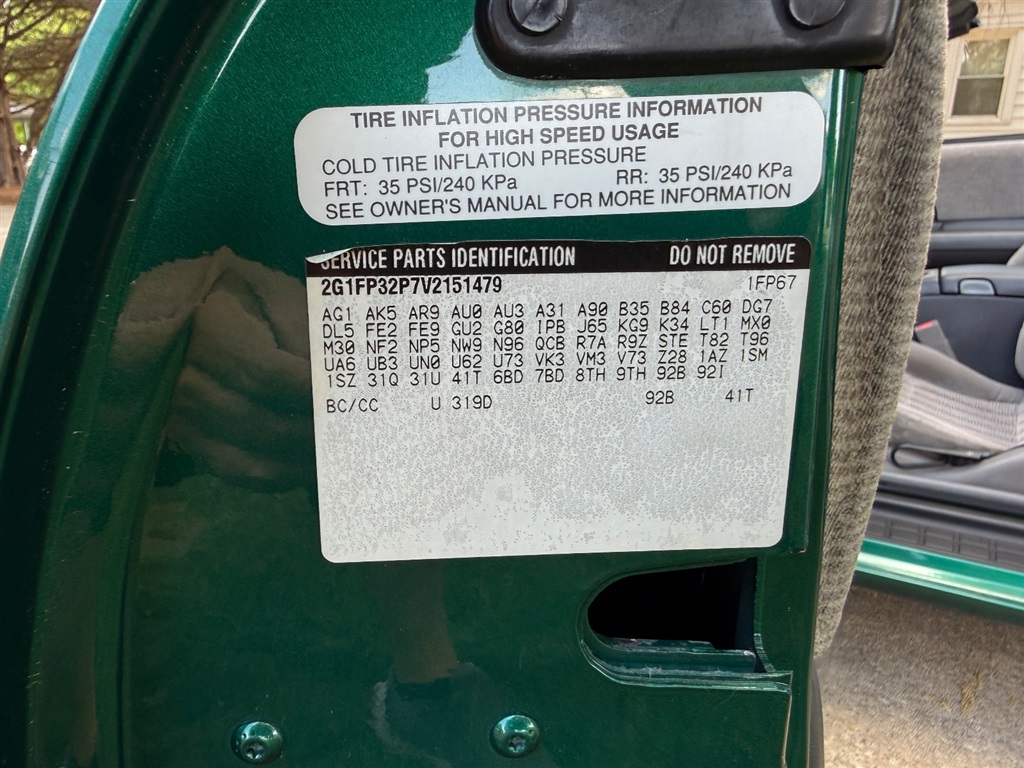 TIRE INFLATION PRESSURE INFORMATION
FOR HIGH SPEED USAGE
COLD TIRE INFLATION PRESSURE
FRT: 35 PSI/240 KPa RR: 35 PSI/240 KPa
SEE OWNER'S MANUAL FOR MORE INFORMATION
SERVICE PARTS IDENTIFICATION DO NOT REMOVE
2G1FP32P7V2151479 1FP67
AG1 AK5 AR9 AU0 AU3 A31 A90 B35 B84 C60 DG7
DL5 FE2 FE9 GU2 G80 IPB J65 KG9 K34 LT1 MX0
M30 NF2 NP5 NW9 N96 QCB R7A R9Z STE T82 T96
UA6 UB3 UN0 U62 U73 VK3 VM3 V73 Z28 1AZ 1SM
1SZ 31Q 31U 41T 6BD 7BD 8TH 9TH 92B 92I
BC/CC U 319D 92B 41T